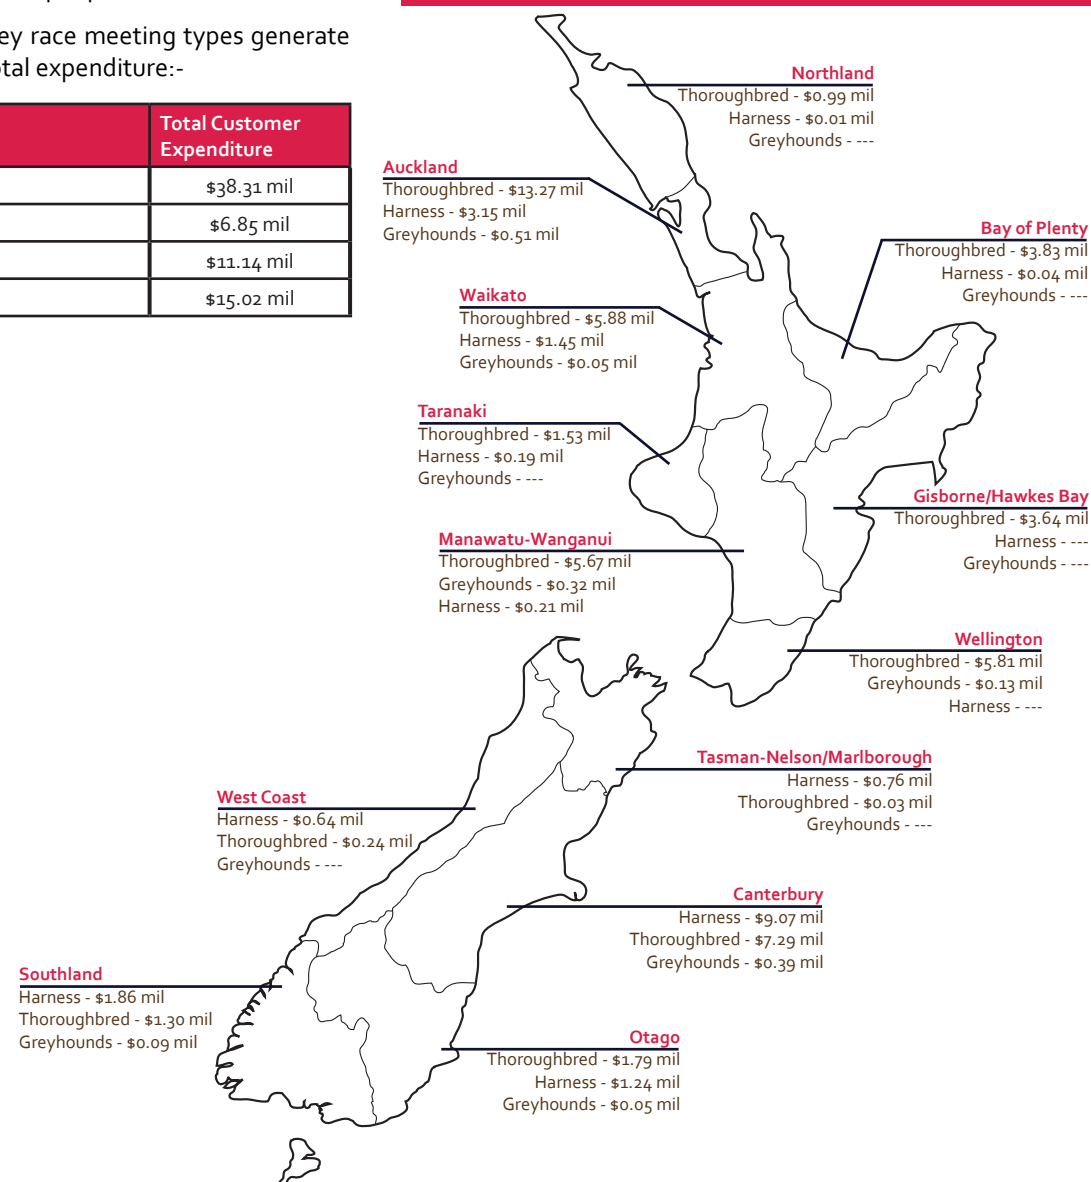 ey race meeting types generate
tal expenditure:-
Total Customer
Expenditure
$38.31 mil
$6.85 mil
$11.14 mil
$15.02 mil
Northland
Thoroughbred - $0.99 mil
Harness - $0.01 mil
Greyhounds - ---
Auckland
Thoroughbred - $13.27 mil
Harness - $3.15 mil
Greyhounds - $0.51 mil
Bay of Plenty
Thoroughbred - $3.83 mil
Harness - $0.04 mil
Greyhounds - ---
Waikato
Thoroughbred - $5.88 mil
Harness - $1.45 mil
Greyhounds - $0.05 mil
Taranaki
Thoroughbred - $1.53 mil
Harness - $0.19 mil
Greyhounds - ---
Gisborne/Hawkes Bay
Thoroughbred - $3.64 mil
Harness - ---
Greyhounds - ---
Manawatu-Wanganui
Thoroughbred - $5.67 mil
Greyhounds - $0.32 mil
Harness - $0.21 mil
Wellington
Thoroughbred - $5.81 mil
Greyhounds - $0.13 mil
Harness - ---
Tasman-Nelson/Marlborough
Harness - $0.76 mil
Thoroughbred - $0.03 mil
Greyhounds - ---
West Coast
Harness - $0.64 mil
Thoroughbred - $0.24 mil
Greyhounds - ---
Canterbury
Harness - $9.07 mil
Thoroughbred - $7.29 mil
Greyhounds - $0.39 mil
Southland
Harness - $1.86 mil
Thoroughbred - $1.30 mil
Greyhounds - $0.09 mil
Otago
Thoroughbred - $1.79 mil
Harness - $1.24 mil
Greyhounds - $0.05 mil